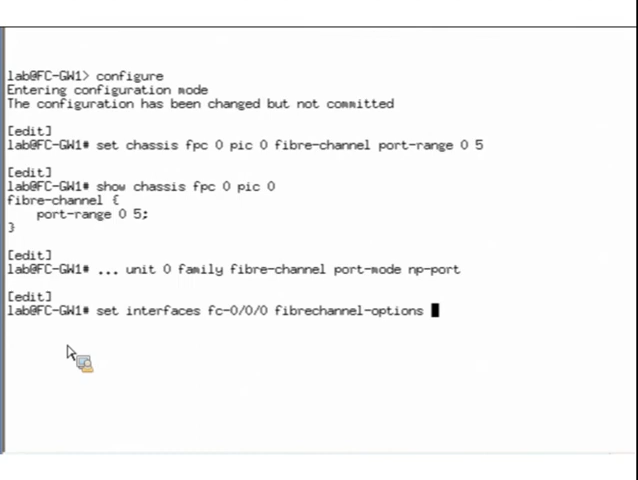 lab@FC-GW1> configure
Entering configuration mode
The configuration has been changed but not committed
[edit]
lab@FC-GW1# set chassis fpc 0 pic 0 fibre-channel port-range 0 5
[edit]
lab@FC-GW1# show chassis fpc 0 pic 0
fibre-channel {
port-range 0 5;
}
[edit]
lab@FC-GW1# ... unit 0 family fibre-channel port-mode np-port
[edit]
lab@FC-GW1# set interfaces fc-0/0/0 fibrechannel-options